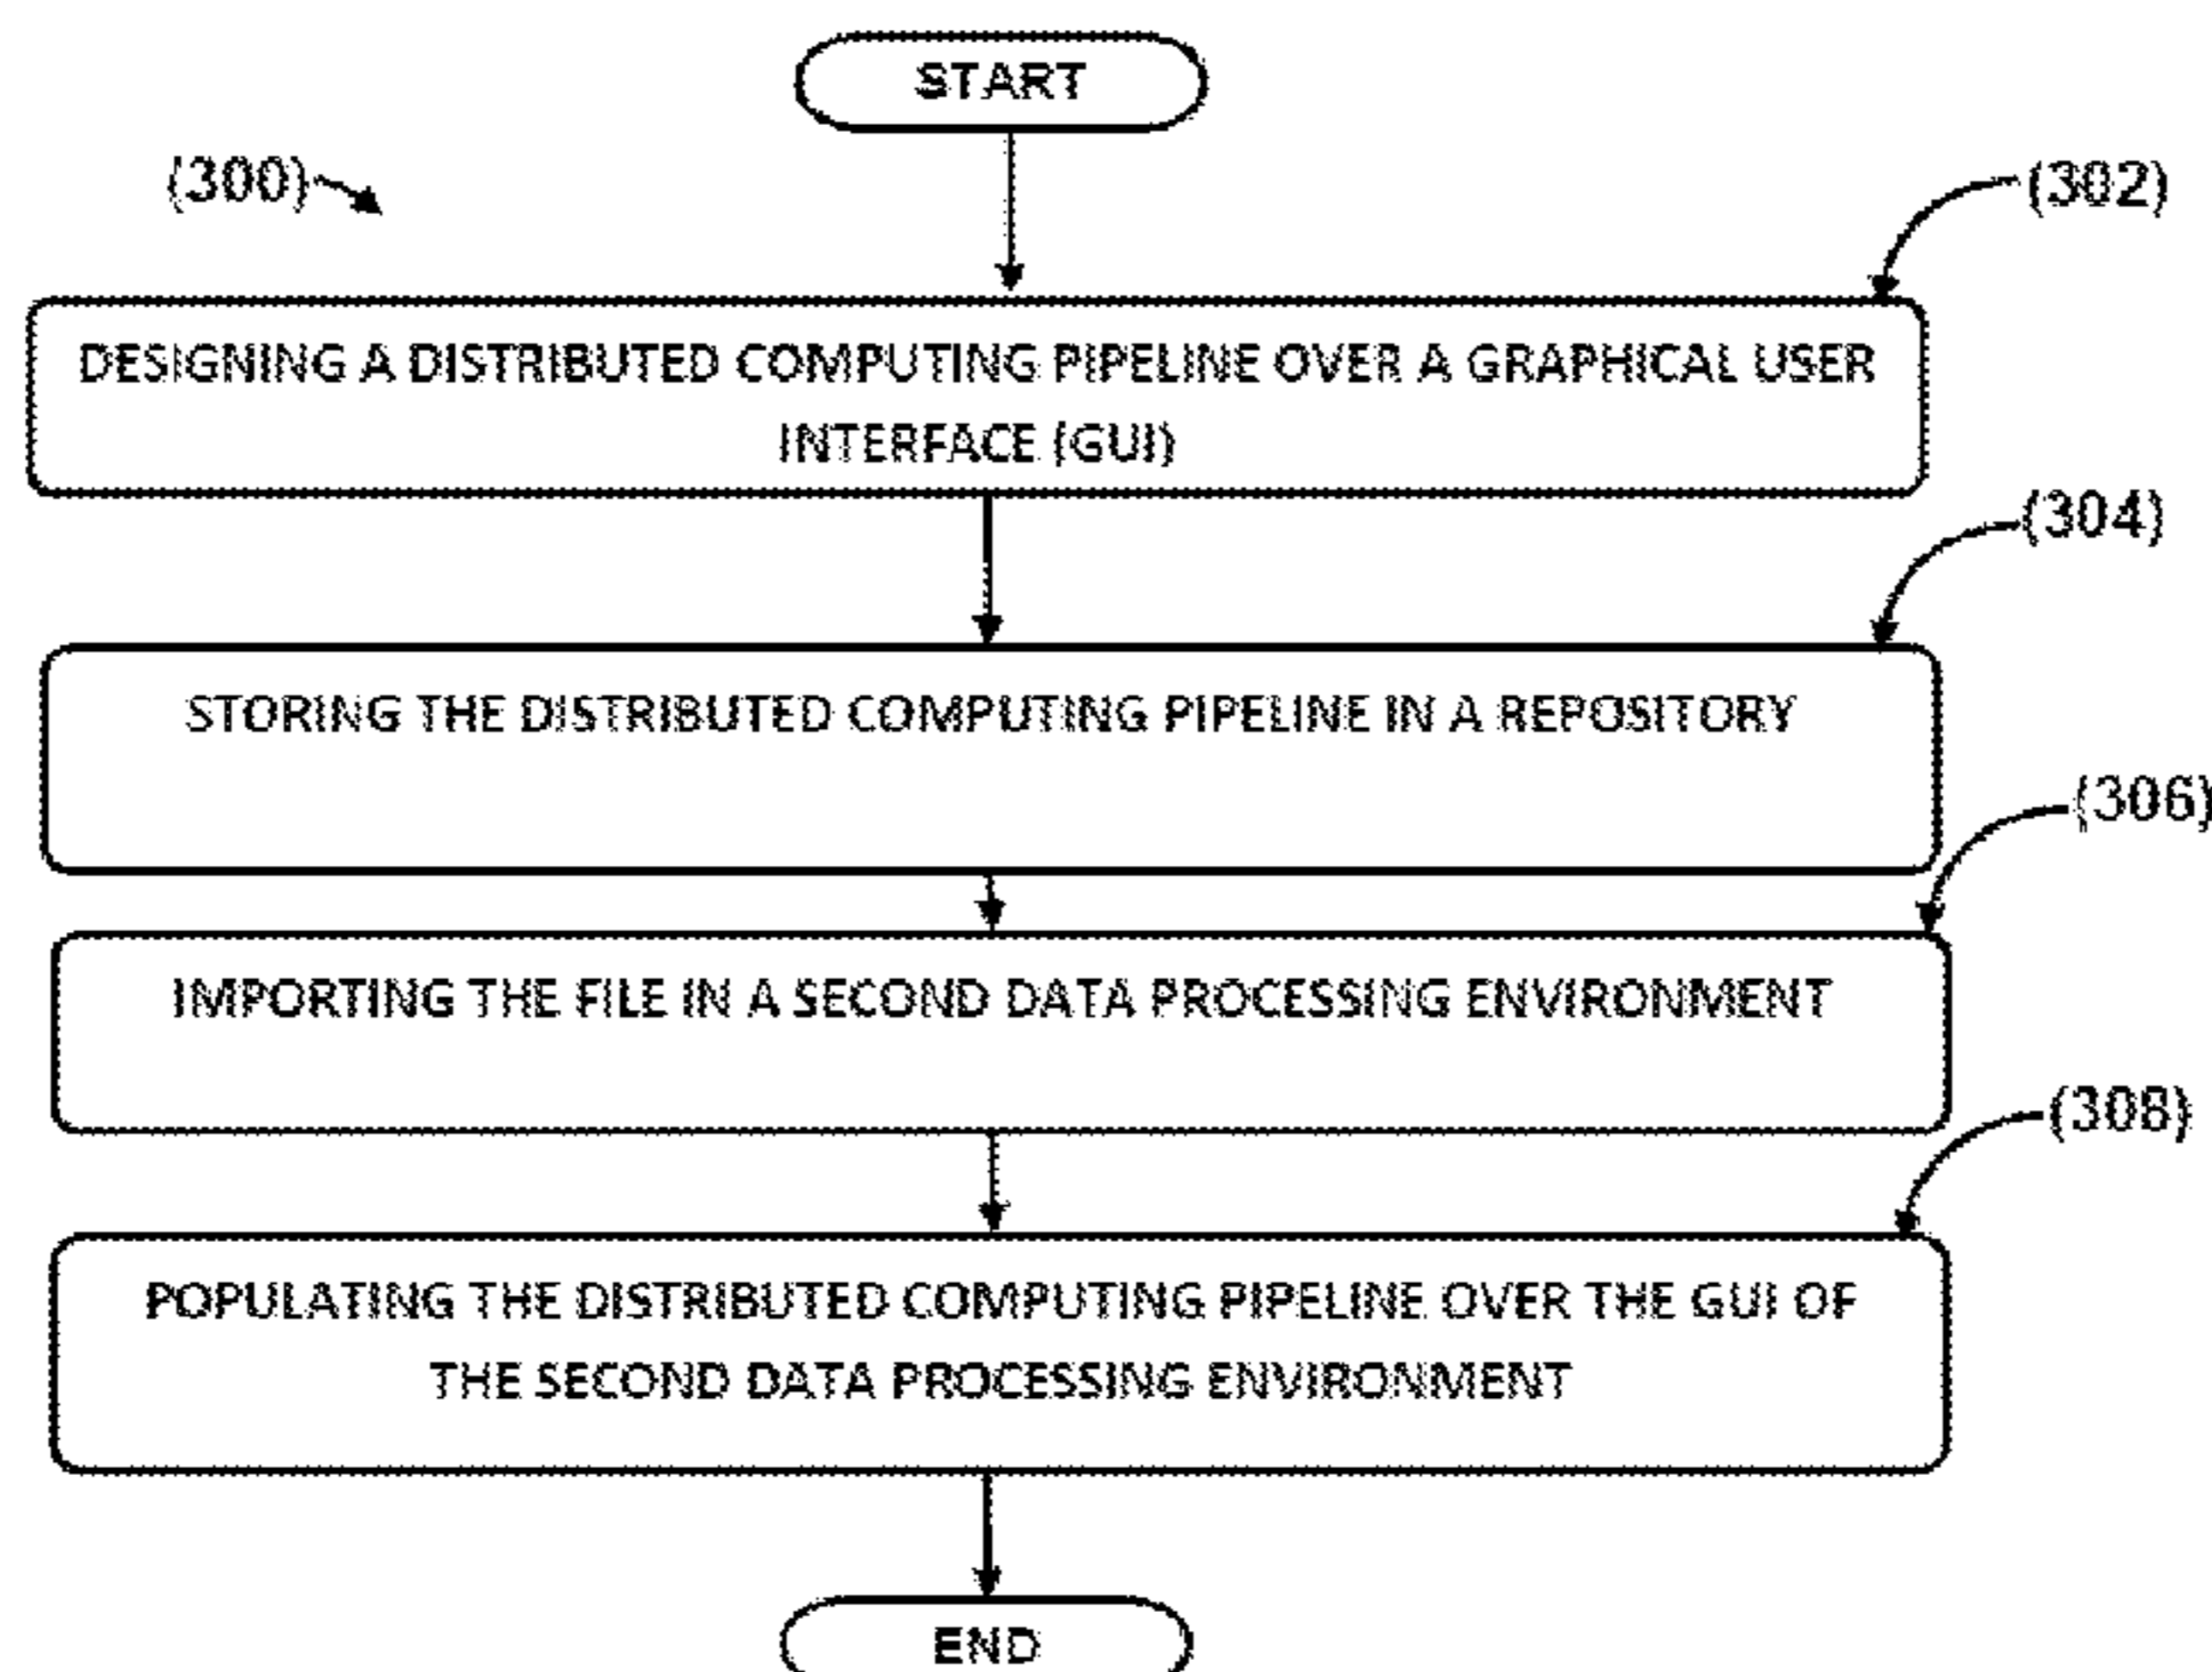 START
(300)
(302)
DESIGNING A DISTRIBUTED COMPUTING PIPELINE OVER A GRAPHICAL USER
INTERFACE (GUI)
(304)
STORING THE DISTRIBUTED COMPUTING PIPELINE IN A REPOSITORY
(306)
IMPORTING THE FILE IN A SECOND DATA PROCESSING ENVIRONMENT
(308)
POPULATING THE DISTRIBUTED COMPUTING PIPELINE OVER THE GUI OF
THE SECOND DATA PROCESSING ENVIRONMENT
END